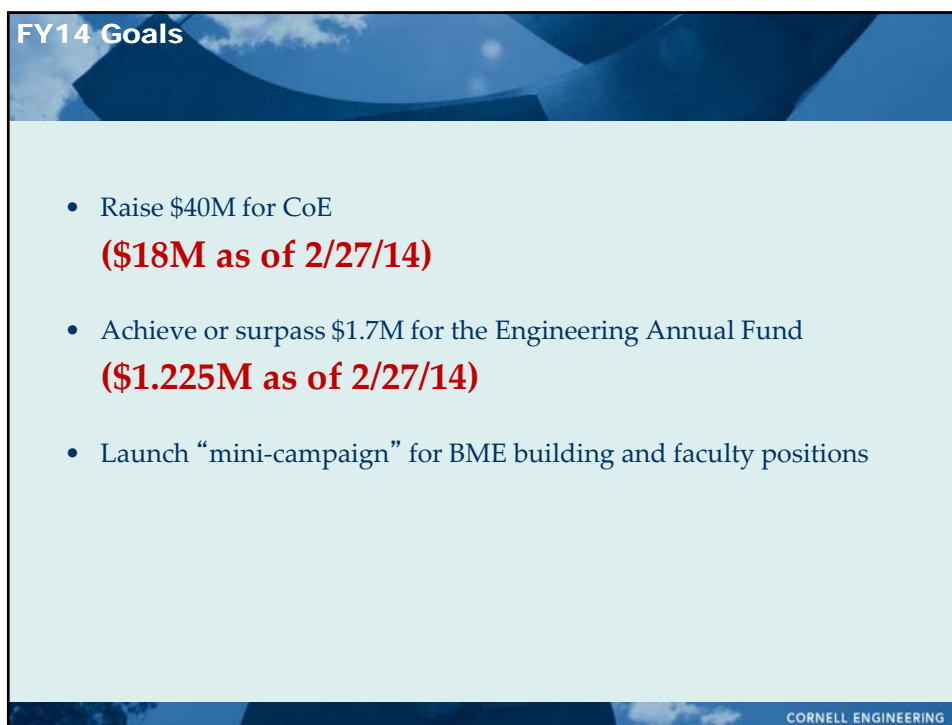 FY14 Goals
• Raise $40M for CoE
($18M as of 2/27/14)
• Achieve or surpass $1.7M for the Engineering Annual Fund
($1.225M as of 2/27/14)
• Launch “mini-campaign” for BME building and faculty positions
CORNELL ENGINEERING